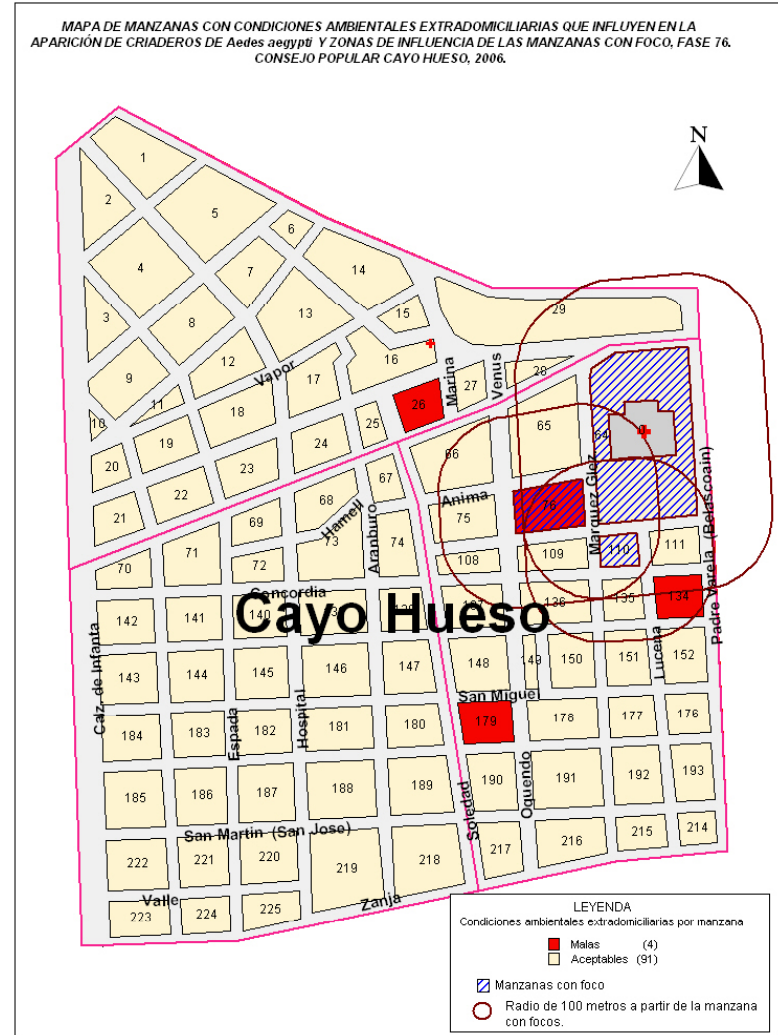 MAPA DE MANZANAS CON CONDICIONES AMBIENTALES EXTRADOMICILIARIAS QUE INFLUYEN EN LA
APARICIÓN DE CRIADEROS DE Aedes aegypti Y ZONAS DE INFLUENCIA DE LAS MANZANAS CON FOCO, FASE 76.
CONSEJO POPULAR CAYO HUESO, 2006.
N
1
2
5
6
4
7
14
3
8
13
15
29
9
12
16
28
Vapor
17
Marina
27
Venus
10
11
18
26
25
65
19
24
66
20
23
67
22
68
Anima
76
Marquez Glez
21
69
Hamell
Aranburo
75
Padre Varela (Belascoain)
71
73
74
109
110
111
70
72
108
Concordia
134
142
141
140
136
135
Cayo Hueso
143
144
145
146
147
148
149
150
151
152
Lucena
Calz. de Infanta
San Miguel
184
183
Espada
182
Hospital
181
180
179
178
177
176
185
186
187
188
189
Soledad
190
Oquendo
191
192
193
San Martin (San Jose)
222
221
220
219
218
217
216
215
214
Valle
Zanja
223
224
225
LEYENDA
Condiciones ambientales extradomiciliarias por manzana
Malas (4)
Aceptables (91)
Manzanas con foco
Radio de 100 metros a partir de la manzana
con focos.